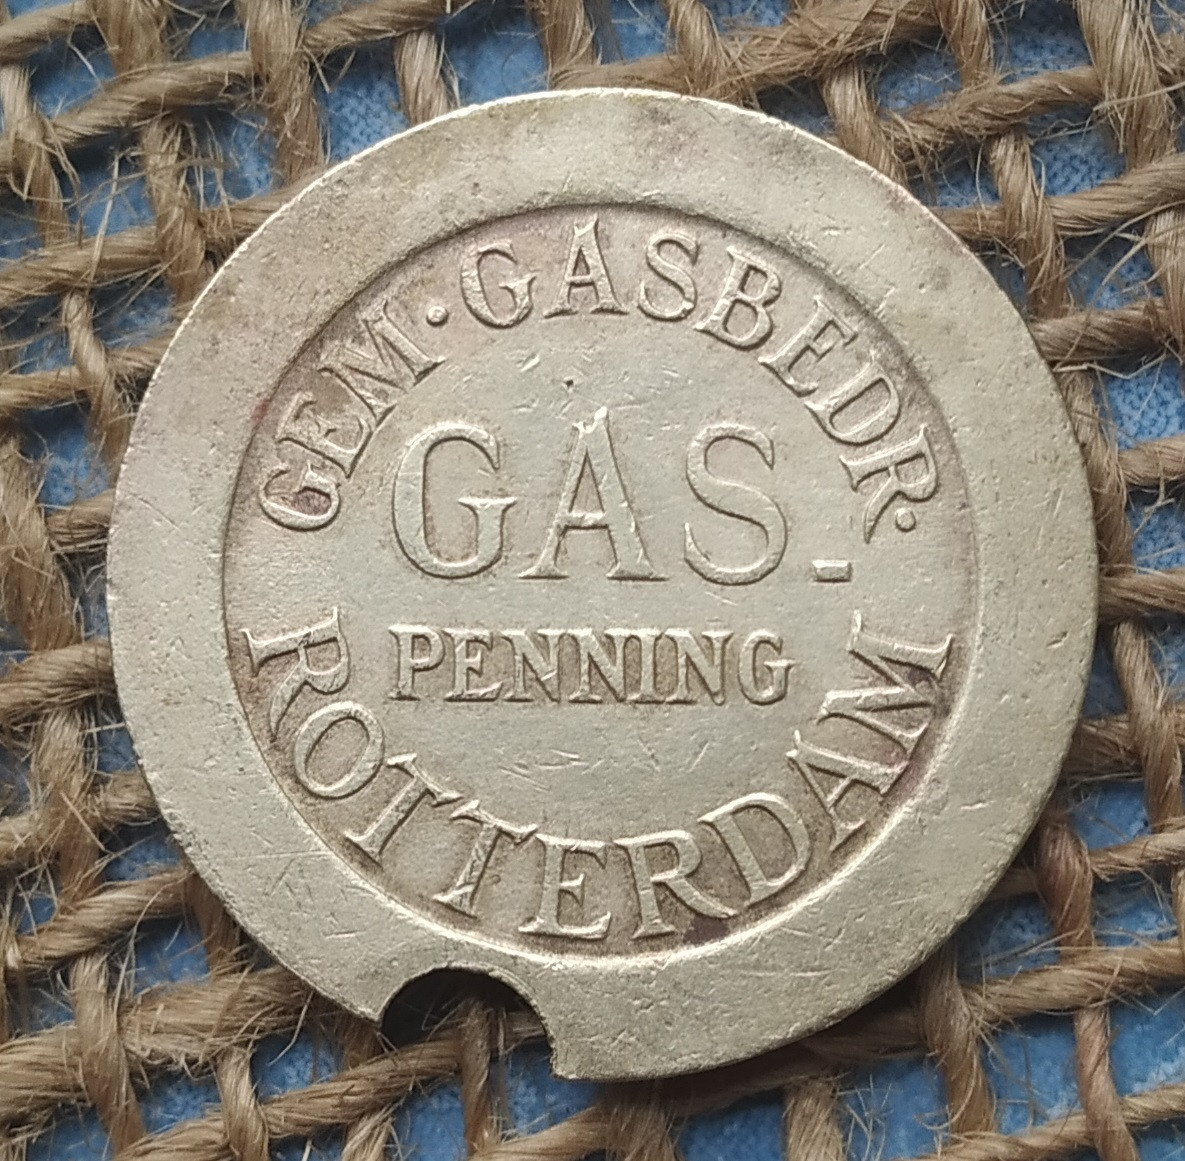 GEM·GASBEDR·
GAS-
PENNING
ROTTERDAM